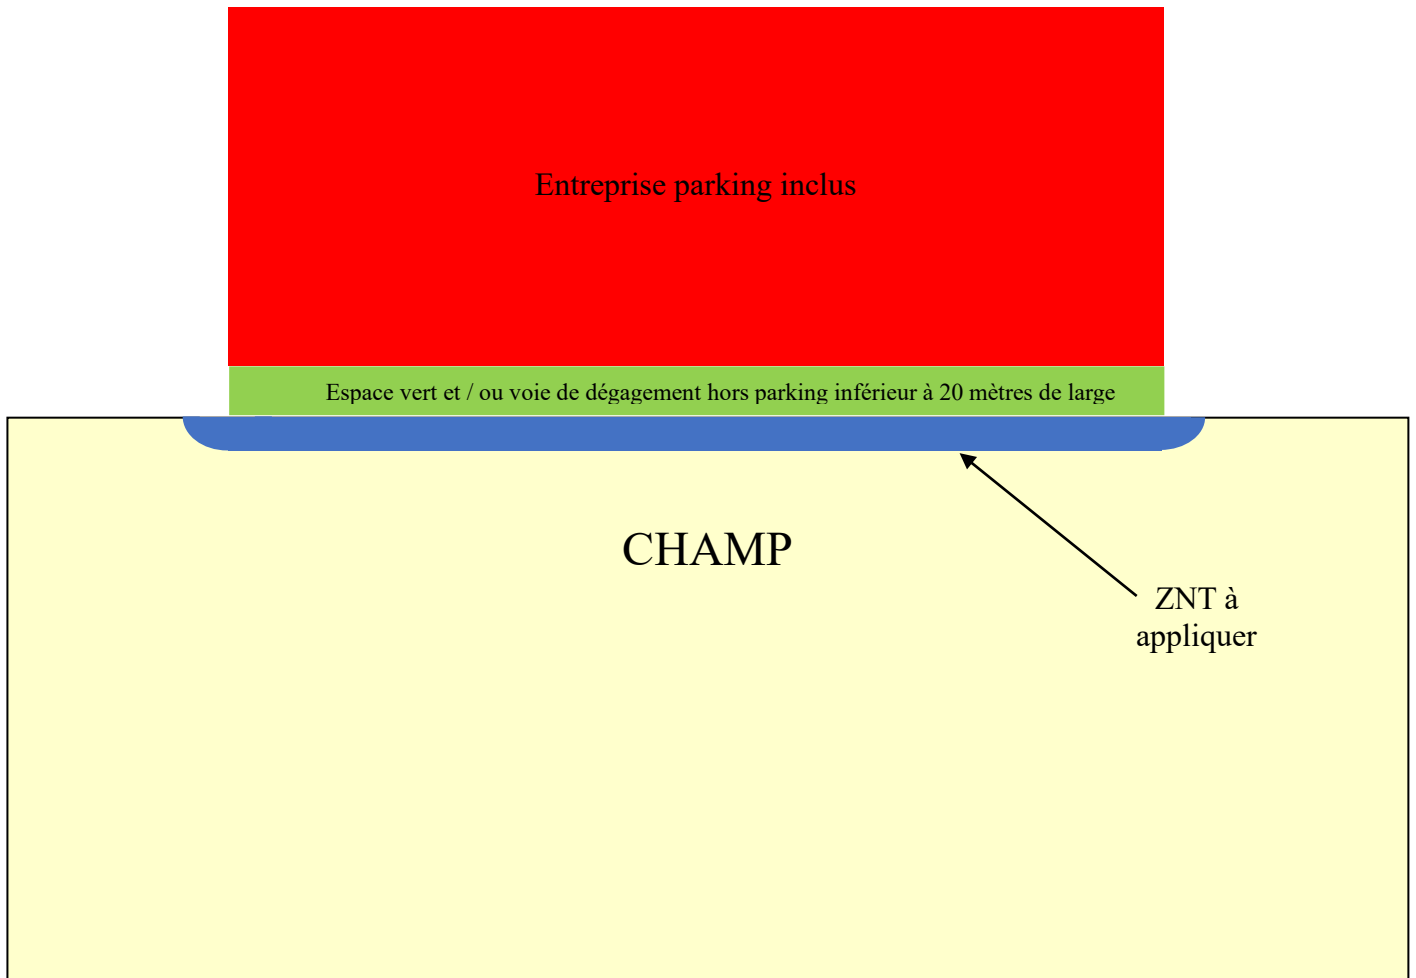 Entreprise parking inclus
Espace vert et / ou voie de dégagement hors parking inférieur à 20 mètres de large
CHAMP
ZNT à
appliquer